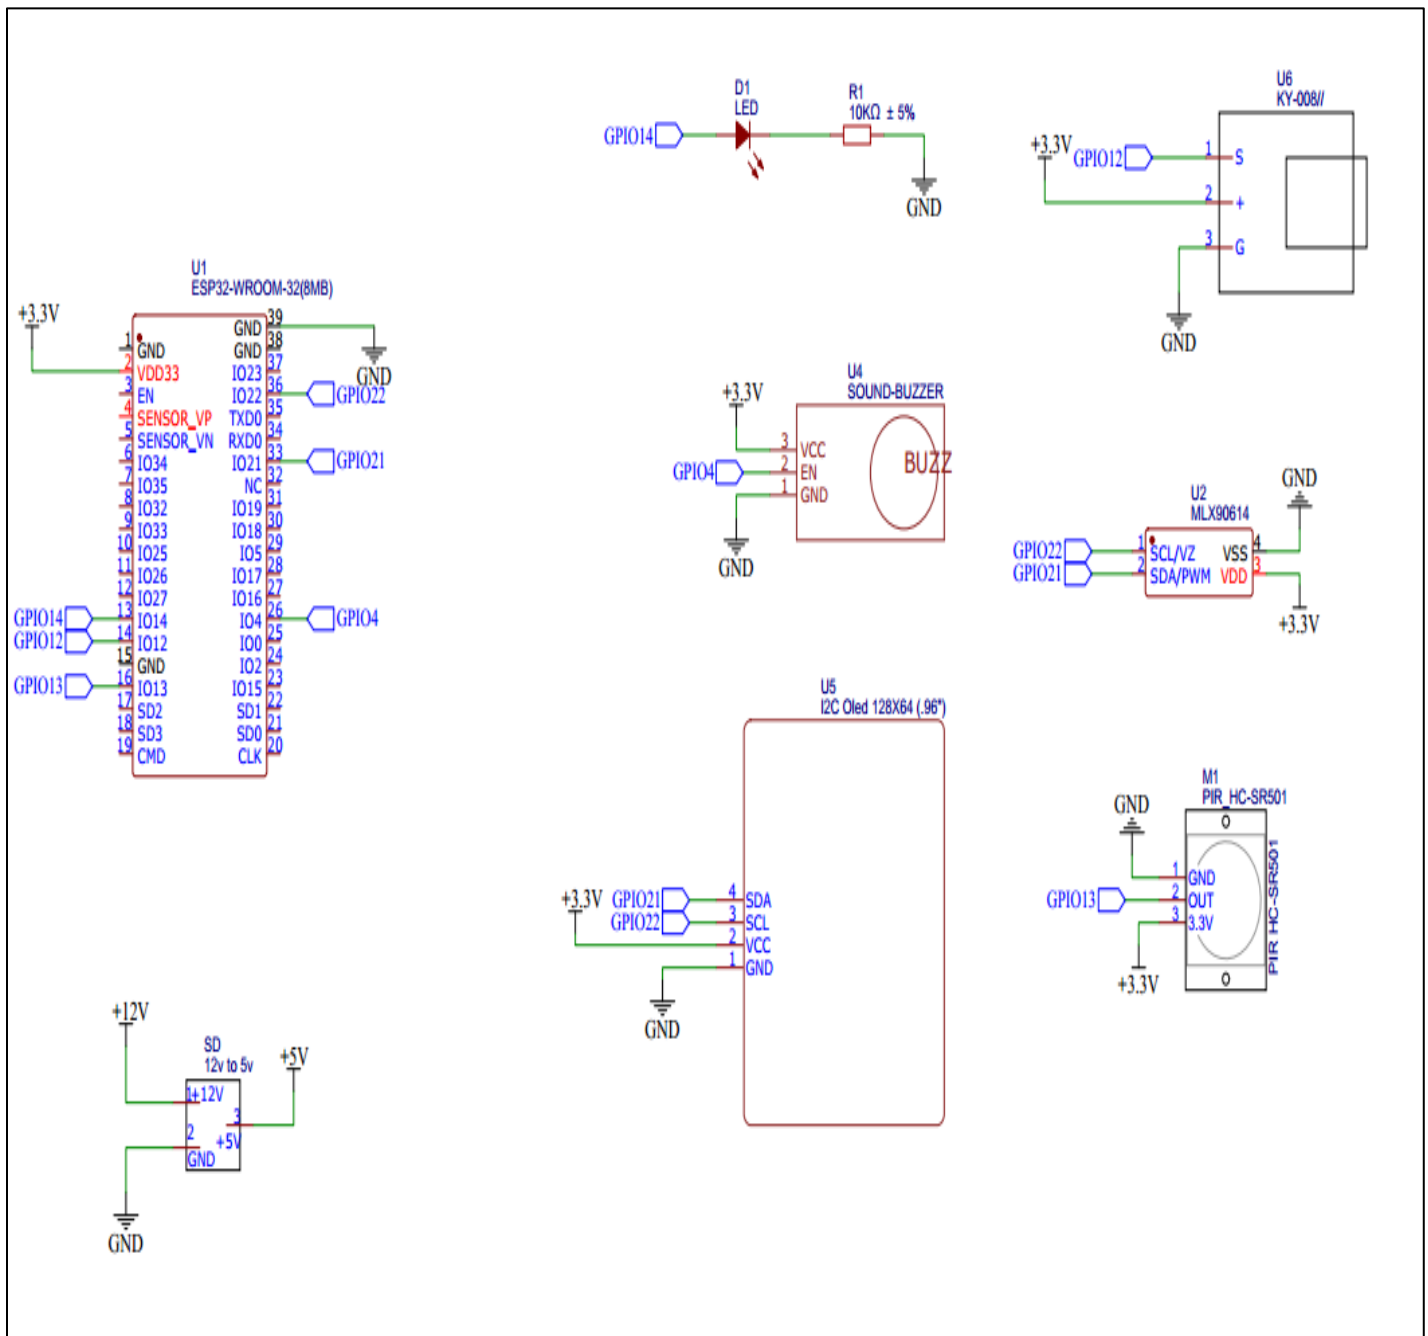 D1
LED
GPIO14
R1
10KΩ ± 5%
GND
U6
KY-008//
+3.3V
GPIO12
1 S
2 +
3 G
GND
U1
ESP32-WROOM-32(8MB)
+3.3V
1 GND
2 VDD33
3 EN
4 SENSOR_VP
5 SENSOR_VN
6 IO34
7 IO35
8 IO32
9 IO33
10 IO25
11 IO26
12 IO27
GPIO14 13 IO14
GPIO12 14 IO12
15 GND
GPIO13 16 IO13
17 SD2
18 SD3
19 CMD
GND 39
GND 38
GND
IO23 37
IO22 36 GPIO22
TXD0 35
RXD0 34
IO21 33 GPIO21
NC 32
IO19 31
IO18 30
IO5 29
IO17 28
IO16 27
IO4 26 GPIO4
IO0 25
IO2 24
IO15 23
SD1 22
SD0 21
CLK 20
U4
SOUND-BUZZER
+3.3V
3 VCC
GPIO4 2 EN
1 GND
BUZZ
GND
U2
MLX90614
GND
GPIO22 1 SCL/VZ VSS 4
GPIO21 2 SDA/PWM VDD 3
+3.3V
U5
I2C Oled 128X64 (.96")
+3.3V
GPIO21 4 SDA
GPIO22 3 SCL
2 VCC
1 GND
GND
M1
PIR_HC-SR501
GND
1 GND
GPIO13 2 OUT
3 3.3V
+3.3V
PIR HC-SR501
+12V
SD
12v to 5v
+5V
1 +12V
3 +5V
2 GND
GND